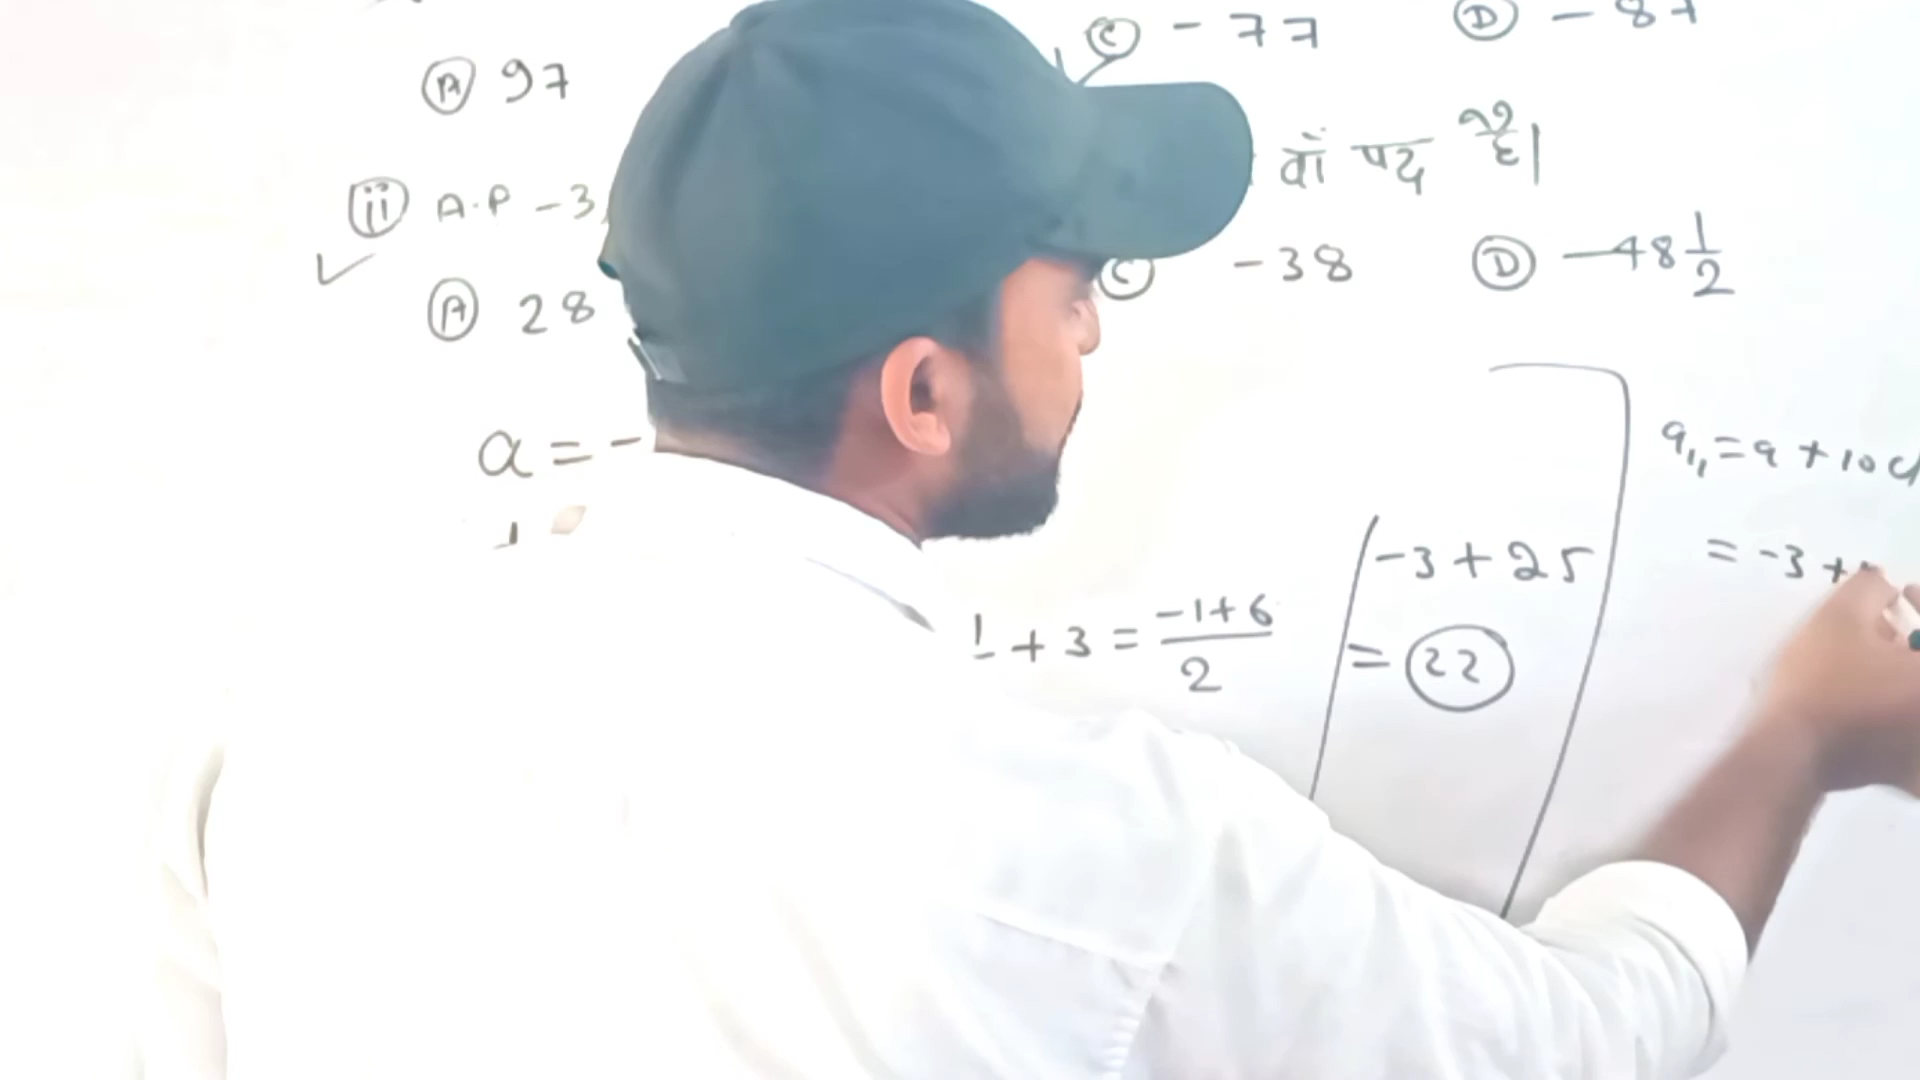 Ⓒ -77 Ⓓ -87
Ⓐ 97
वाँ पद है।
ⓘⓘ A.P -3,
Ⓒ -38 Ⓓ -48 1/2
Ⓐ 28
a = -
a₁₁ = a + 10d
-3 + 25
= -3 +
1 + 3 = -1+6/2
= 22